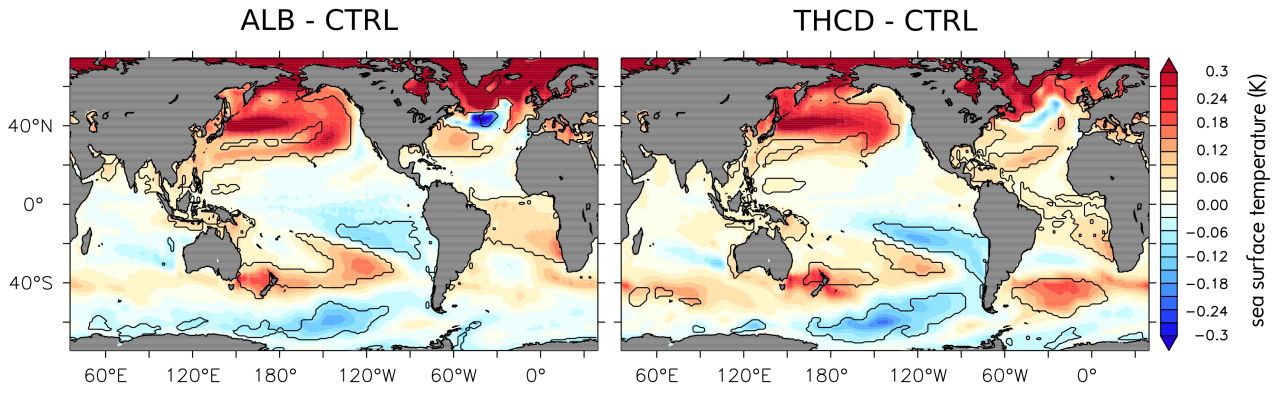 ALB - CTRL
THCD - CTRL
40°N
0°
40°S
60°E 120°E 180° 120°W 60°W 0°
60°E 120°E 180° 120°W 60°W 0°
0.3
0.24
0.18
0.12
0.06
0.00
−0.06
−0.12
−0.18
−0.24
−0.3
sea surface temperature (K)